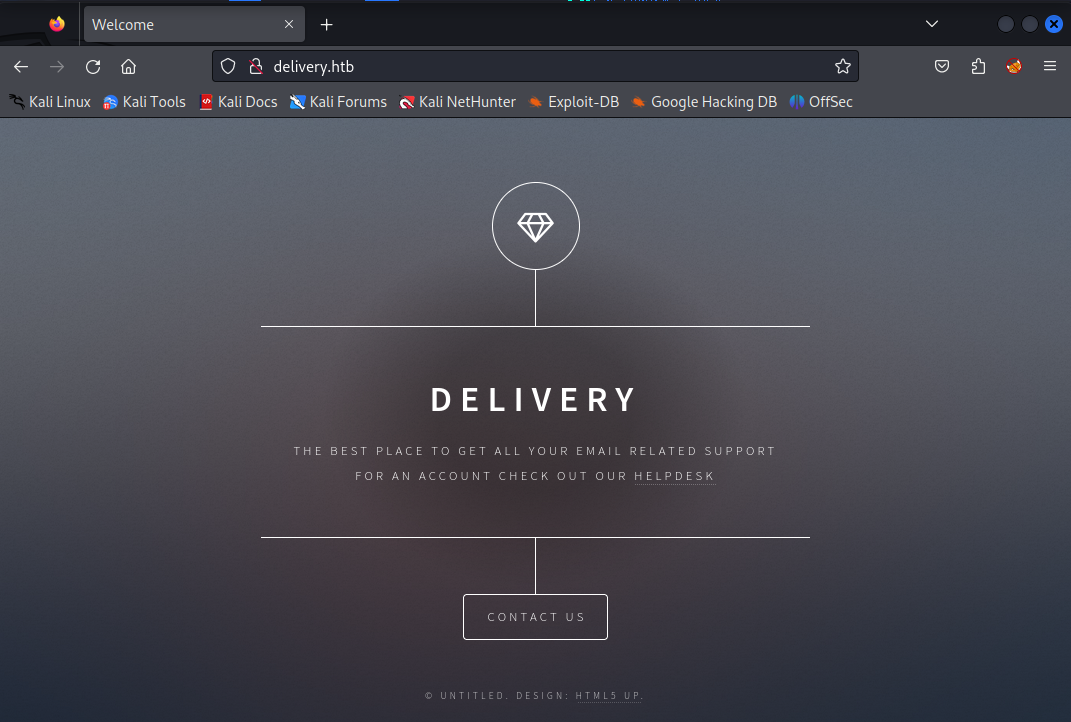 Welcome
delivery.htb
Kali Linux Kali Tools Kali Docs Kali Forums Kali NetHunter Exploit-DB Google Hacking DB OffSec
DELIVERY
THE BEST PLACE TO GET ALL YOUR EMAIL RELATED SUPPORT
FOR AN ACCOUNT CHECK OUT OUR HELPDESK
CONTACT US
© UNTITLED. DESIGN: HTML5 UP.